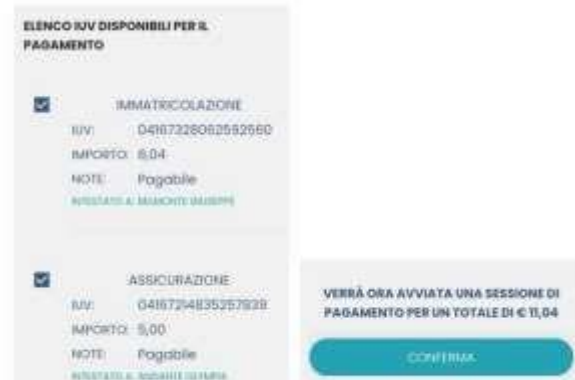 ELENCO IUV DISPONIBILI PER IL
PAGAMENTO
IMMATRICOLAZIONE
IUV: 04167328062592560
IMPORTO: 6,04
NOTE: Pagabile
INTESTATO A:
ASSICURAZIONE
IUV: 04167214835257939
IMPORTO: 5,00
NOTE: Pagabile
INTESTATO A:
VERRÀ ORA AVVIATA UNA SESSIONE DI
PAGAMENTO PER UN TOTALE DI € 11,04
CONFERMA